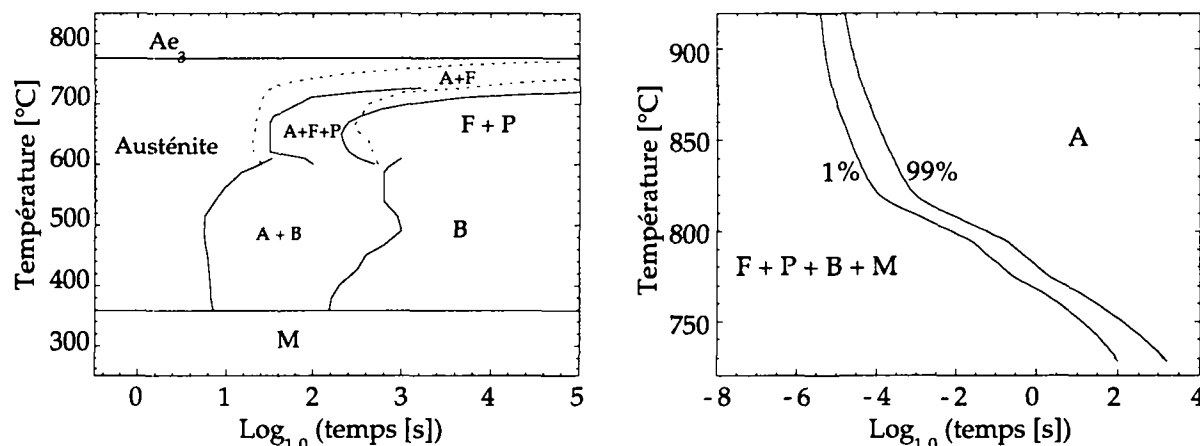 800
700
600
500
400
300
Température [°C]
Ae3
A+F
A+F+P
F + P
Austénite
A + B
B
M
0
1
2
3
4
5
Log10 (temps [s])
900
850
800
750
Température [°C]
A
1%
99%
F + P + B + M
-8
-6
-4
-2
0
2
4
Log10 (temps [s])